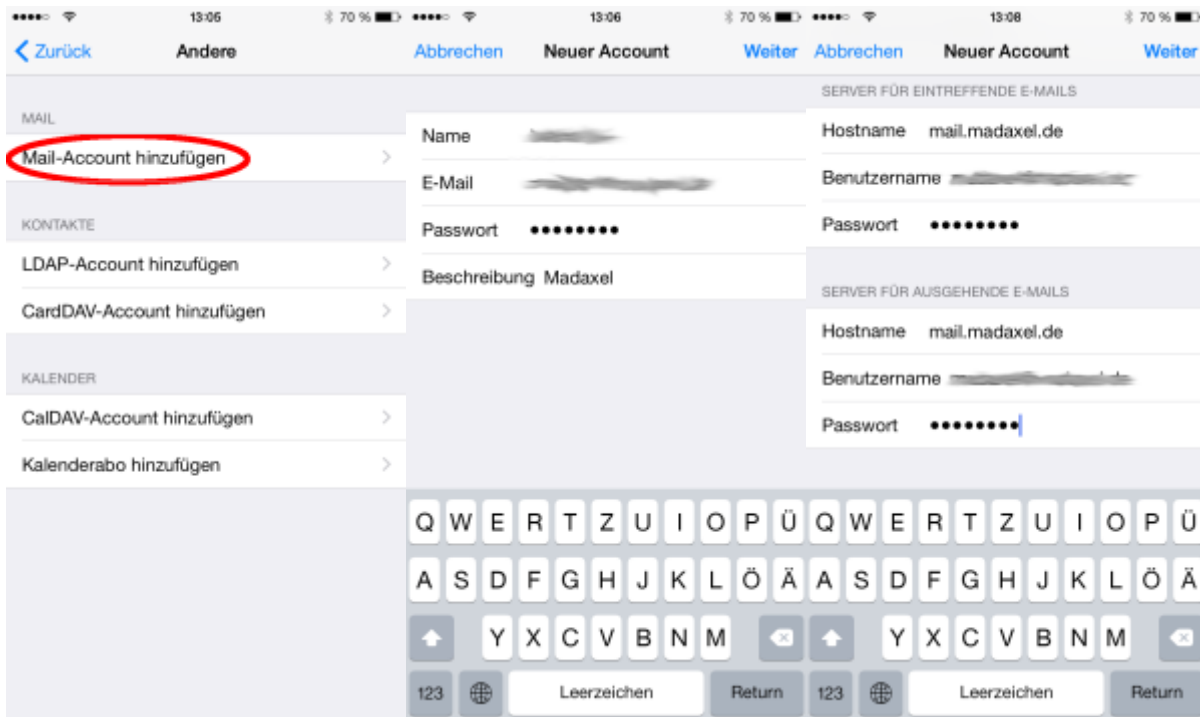 13:05
70 %
Zurück
Andere
MAIL
Mail-Account hinzufügen
KONTAKTE
LDAP-Account hinzufügen
CardDAV-Account hinzufügen
KALENDER
CalDAV-Account hinzufügen
Kalenderabo hinzufügen
13:06
70 %
Abbrechen
Neuer Account
Weiter
Name
E-Mail
Passwort ••••••••
Beschreibung Madaxel
Q W E R T Z U I O P Ü
A S D F G H J K L Ö Ä
Y X C V B N M
123 Leerzeichen Return
13:08
70 %
Abbrechen
Neuer Account
Weiter
SERVER FÜR EINTREFFENDE E-MAILS
Hostname mail.madaxel.de
Benutzername
Passwort ••••••••
SERVER FÜR AUSGEHENDE E-MAILS
Hostname mail.madaxel.de
Benutzername
Passwort ••••••••
Q W E R T Z U I O P Ü
A S D F G H J K L Ö Ä
Y X C V B N M
123 Leerzeichen Return